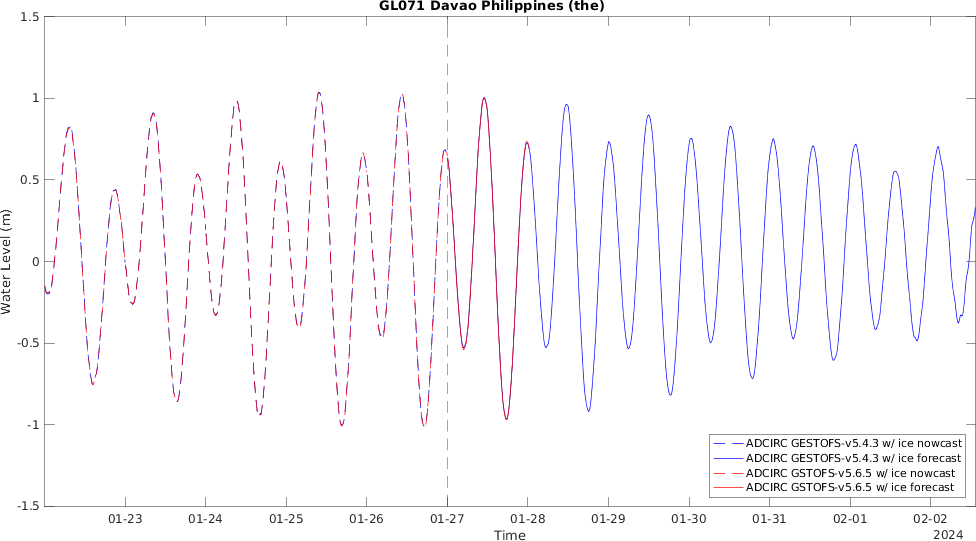 GL071 Davao Philippines (the)
1.5
1
0.5
0
-0.5
-1
-1.5
Water Level (m)
ADCIRC GESTOFS-v5.4.3 w/ ice nowcast
ADCIRC GESTOFS-v5.4.3 w/ ice forecast
ADCIRC GSTOFS-v5.6.5 w/ ice nowcast
ADCIRC GSTOFS-v5.6.5 w/ ice forecast
01-23 01-24 01-25 01-26 01-27 01-28 01-29 01-30 01-31 02-01 02-02
Time
2024